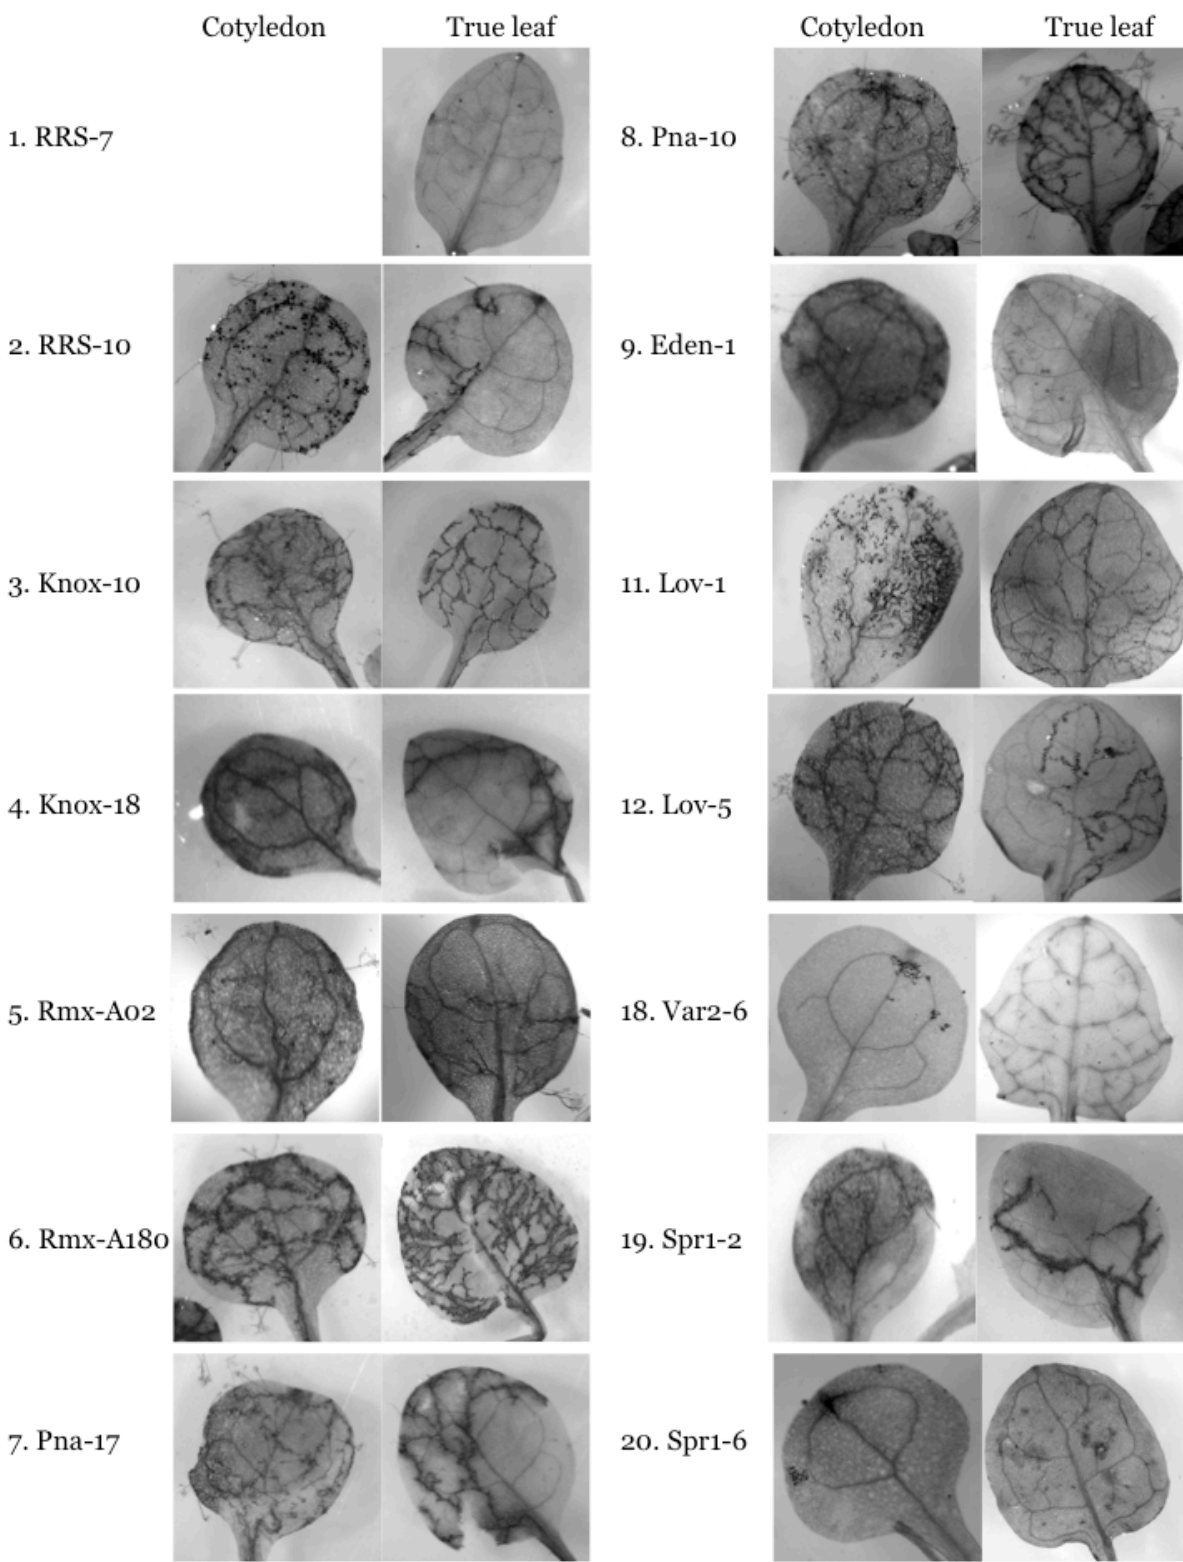 Cotyledon True leaf Cotyledon True leaf
1. RRS-7 8. Pna-10
2. RRS-10 9. Eden-1
3. Knox-10 11. Lov-1
4. Knox-18 12. Lov-5
5. Rmx-A02 18. Var2-6
6. Rmx-A180 19. Spr1-2
7. Pna-17 20. Spr1-6